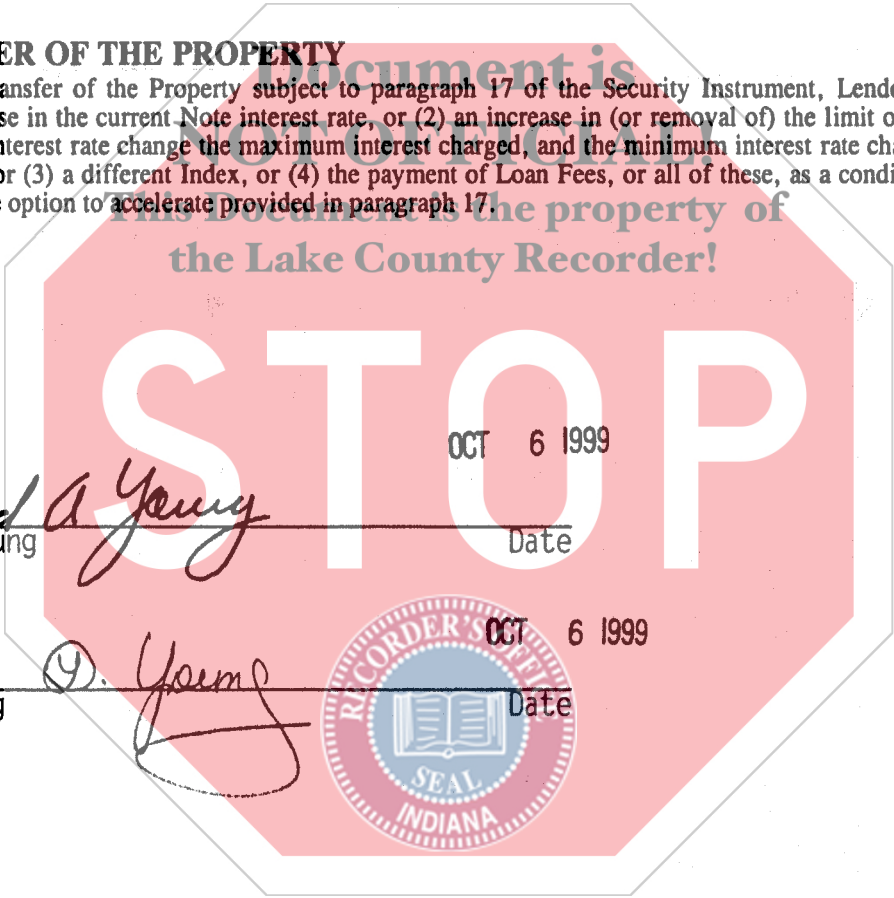 ER OF THE PROPERTY
Document is
ansfer of the Property subject to paragraph 17 of the Security Instrument, Lende
se in the current Note interest rate, or (2) an increase in (or removal of) the limit o
NOT OFFICIAL!
nterest rate change the maximum interest charged, and the minimum interest rate cha
or (3) a different Index, or (4) the payment of Loan Fees, or all of these, as a condi
e option to accelerate provided in paragraph 17.
This Document is the property of
the Lake County Recorder!
STOP
OCT 6 1999
d A Young
ung Date
OCT 6 1999
D. Young
g Date
RECORDER'S OFFICE
SEAL
INDIANA